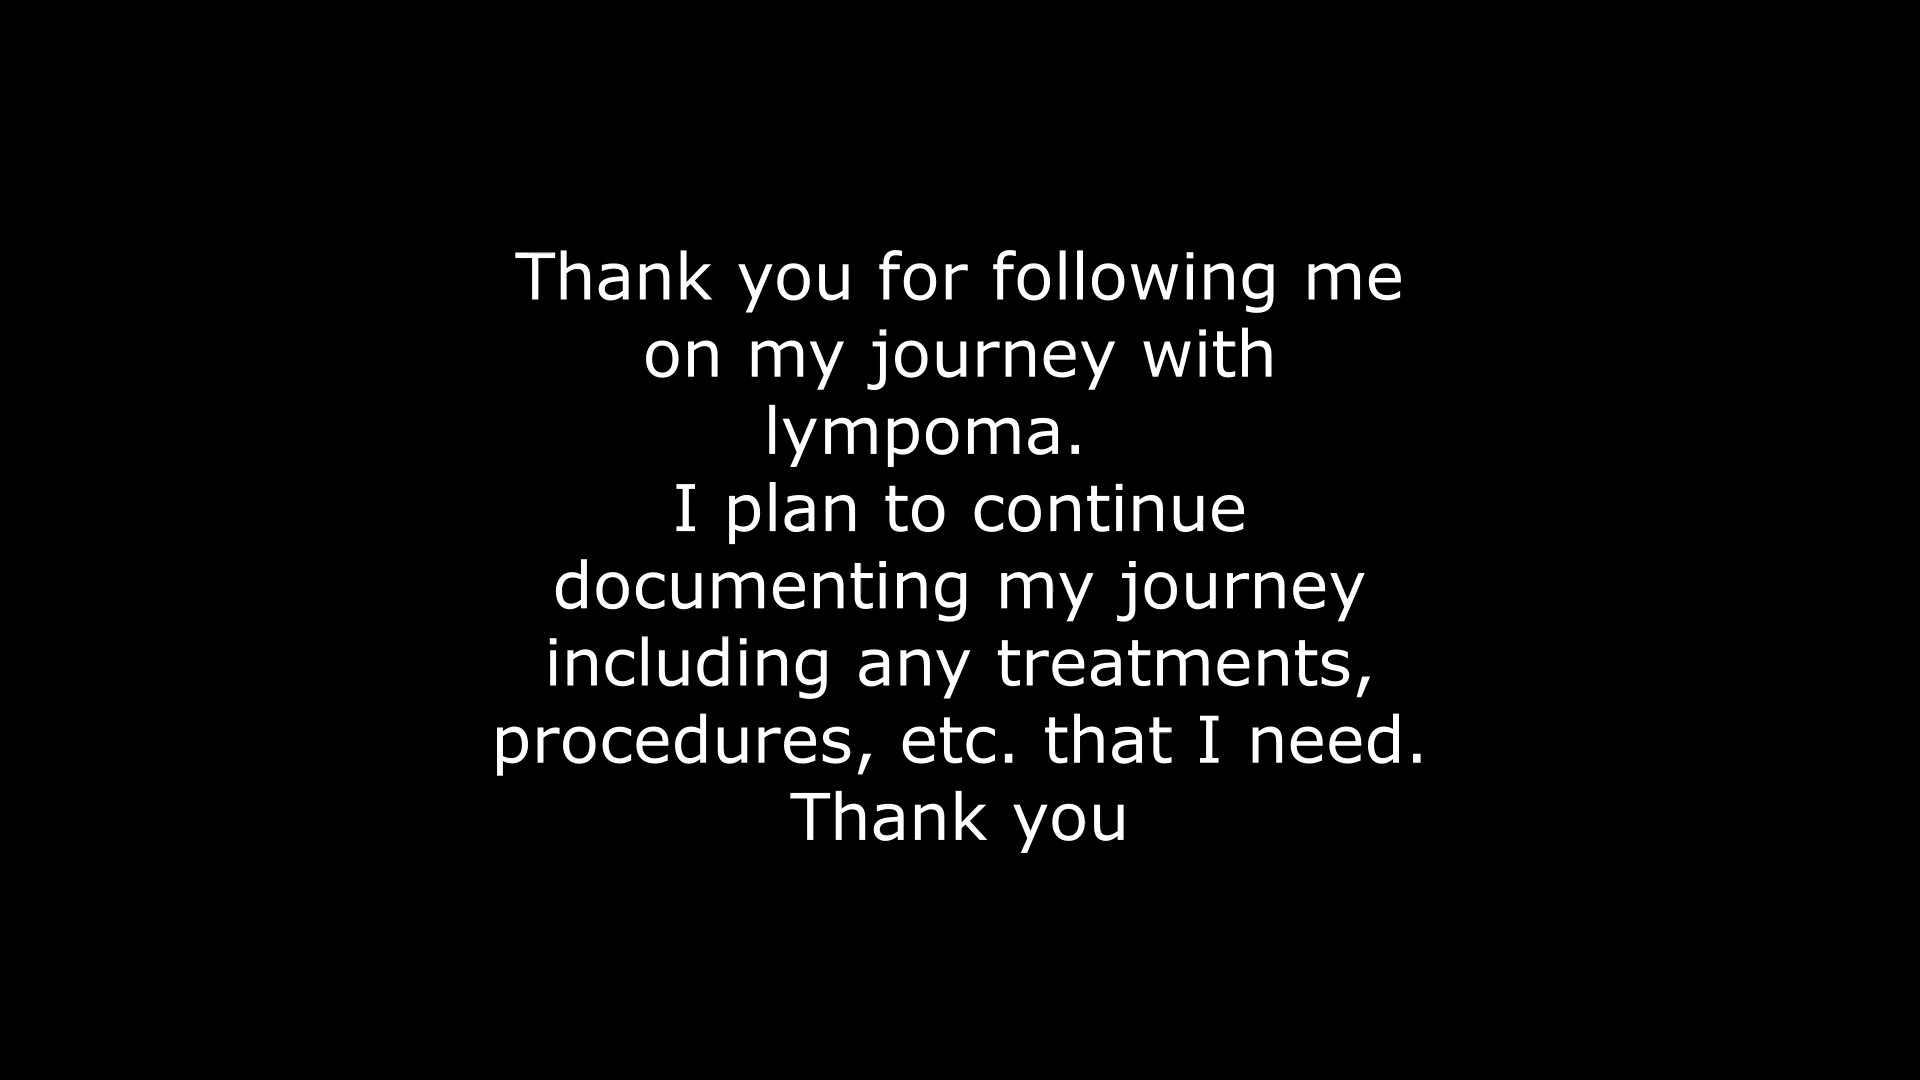 Thank you for following me
on my journey with
lympoma.
I plan to continue
documenting my journey
including any treatments,
procedures, etc. that I need.
Thank you